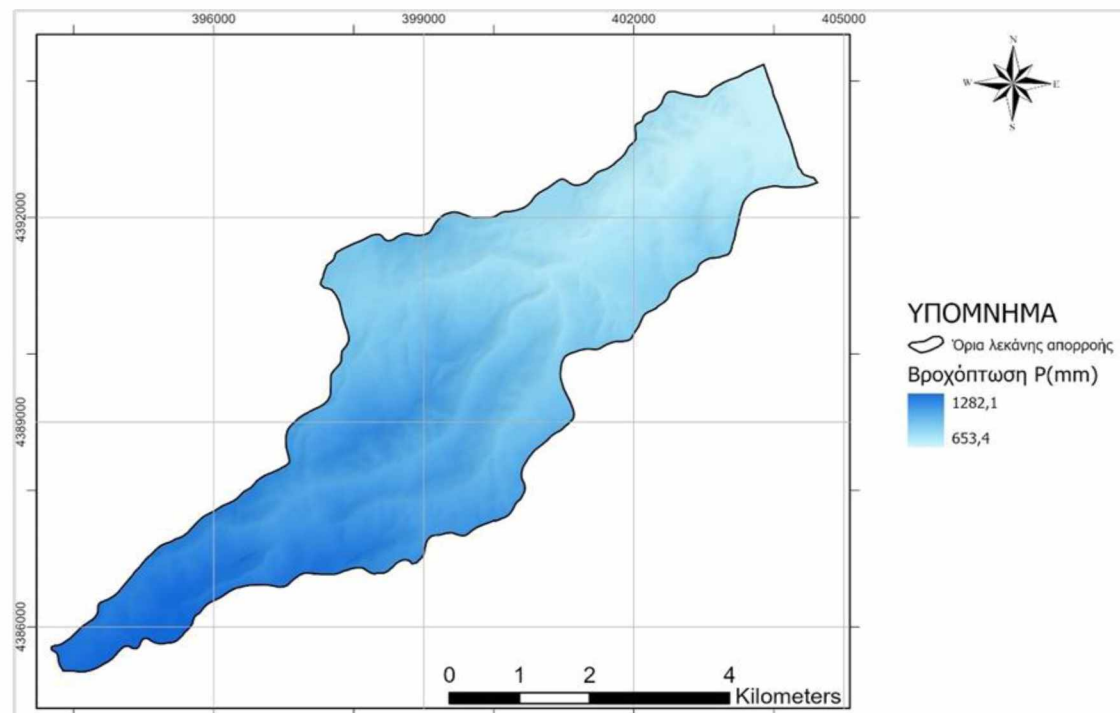 396000
399000
402000
405000
N
W
E
S
4392000
4389000
4386000
ΥΠΟΜΝΗΜΑ
Όρια λεκάνης απορροής
Βροχόπτωση P(mm)
1282,1
653,4
0 1 2 4
Kilometers